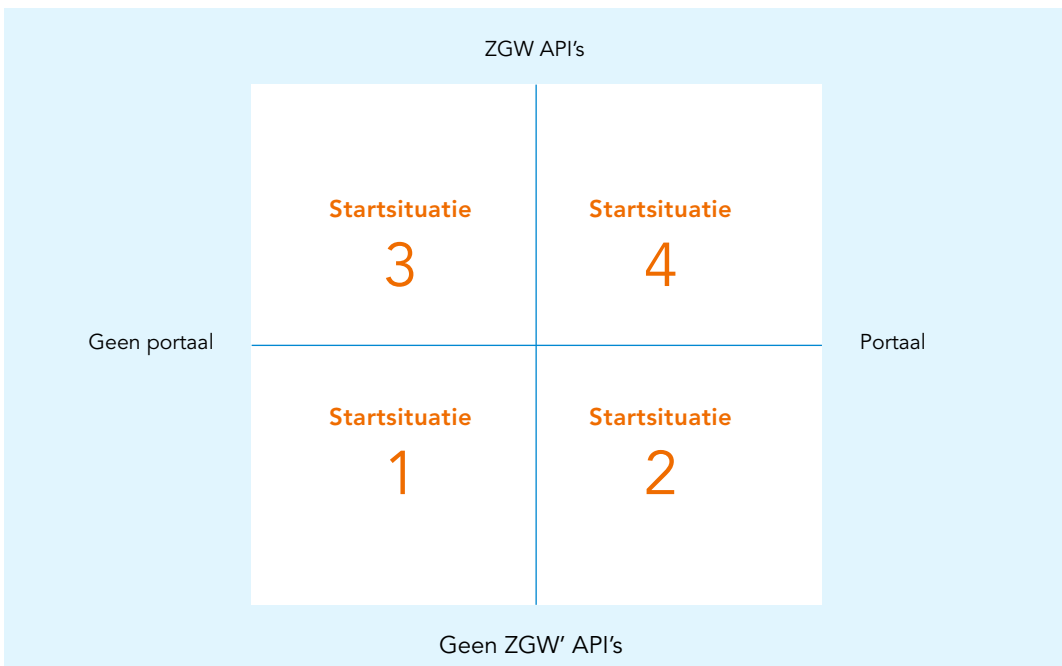 ZGW API’s
Startsituatie
3
Startsituatie
4
Geen portaal
Portaal
Startsituatie
1
Startsituatie
2
Geen ZGW’ API’s